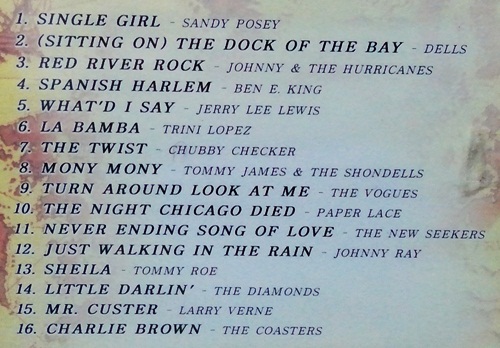 1. SINGLE GIRL - SANDY POSEY
2. (SITTING ON) THE DOCK OF THE BAY - DELLS
3. RED RIVER ROCK - JOHNNY & THE HURRICANES
4. SPANISH HARLEM - BEN E. KING
5. WHAT'D I SAY - JERRY LEE LEWIS
6. LA BAMBA - TRINI LOPEZ
7. THE TWIST - CHUBBY CHECKER
8. MONY MONY - TOMMY JAMES & THE SHONDELLS
9. TURN AROUND LOOK AT ME - THE VOGUES
10. THE NIGHT CHICAGO DIED - PAPER LACE
11. NEVER ENDING SONG OF LOVE - THE NEW SEEKERS
12. JUST WALKING IN THE RAIN - JOHNNY RAY
13. SHEILA - TOMMY ROE
14. LITTLE DARLIN' - THE DIAMONDS
15. MR. CUSTER - LARRY VERNE
16. CHARLIE BROWN - THE COASTERS